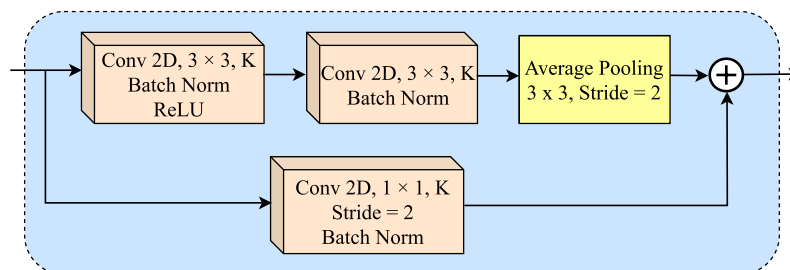 Conv 2D, 3 × 3, K
Batch Norm
ReLU
Conv 2D, 3 × 3, K
Batch Norm
Average Pooling
3 x 3, Stride = 2
Conv 2D, 1 × 1, K
Stride = 2
Batch Norm